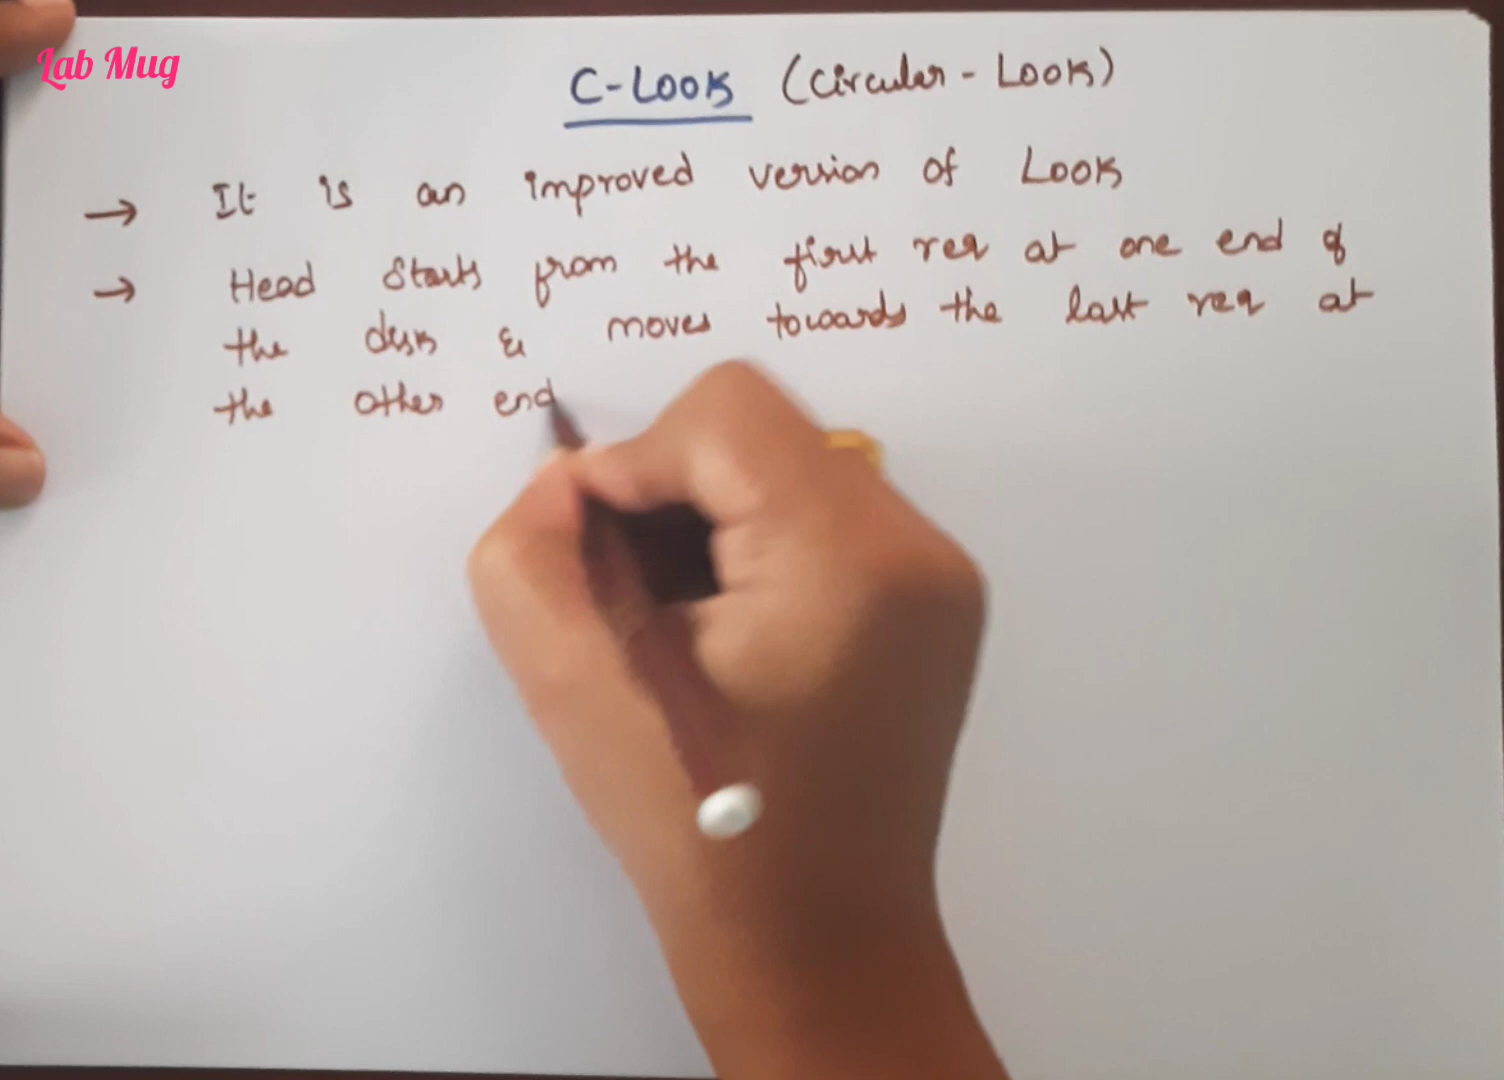 Lab Mug
C-LOOK (Circular - LOOK)
→ It is an improved version of LOOK
→ Head starts from the first req at one end of
the disk & moves towards the last req at
the other end